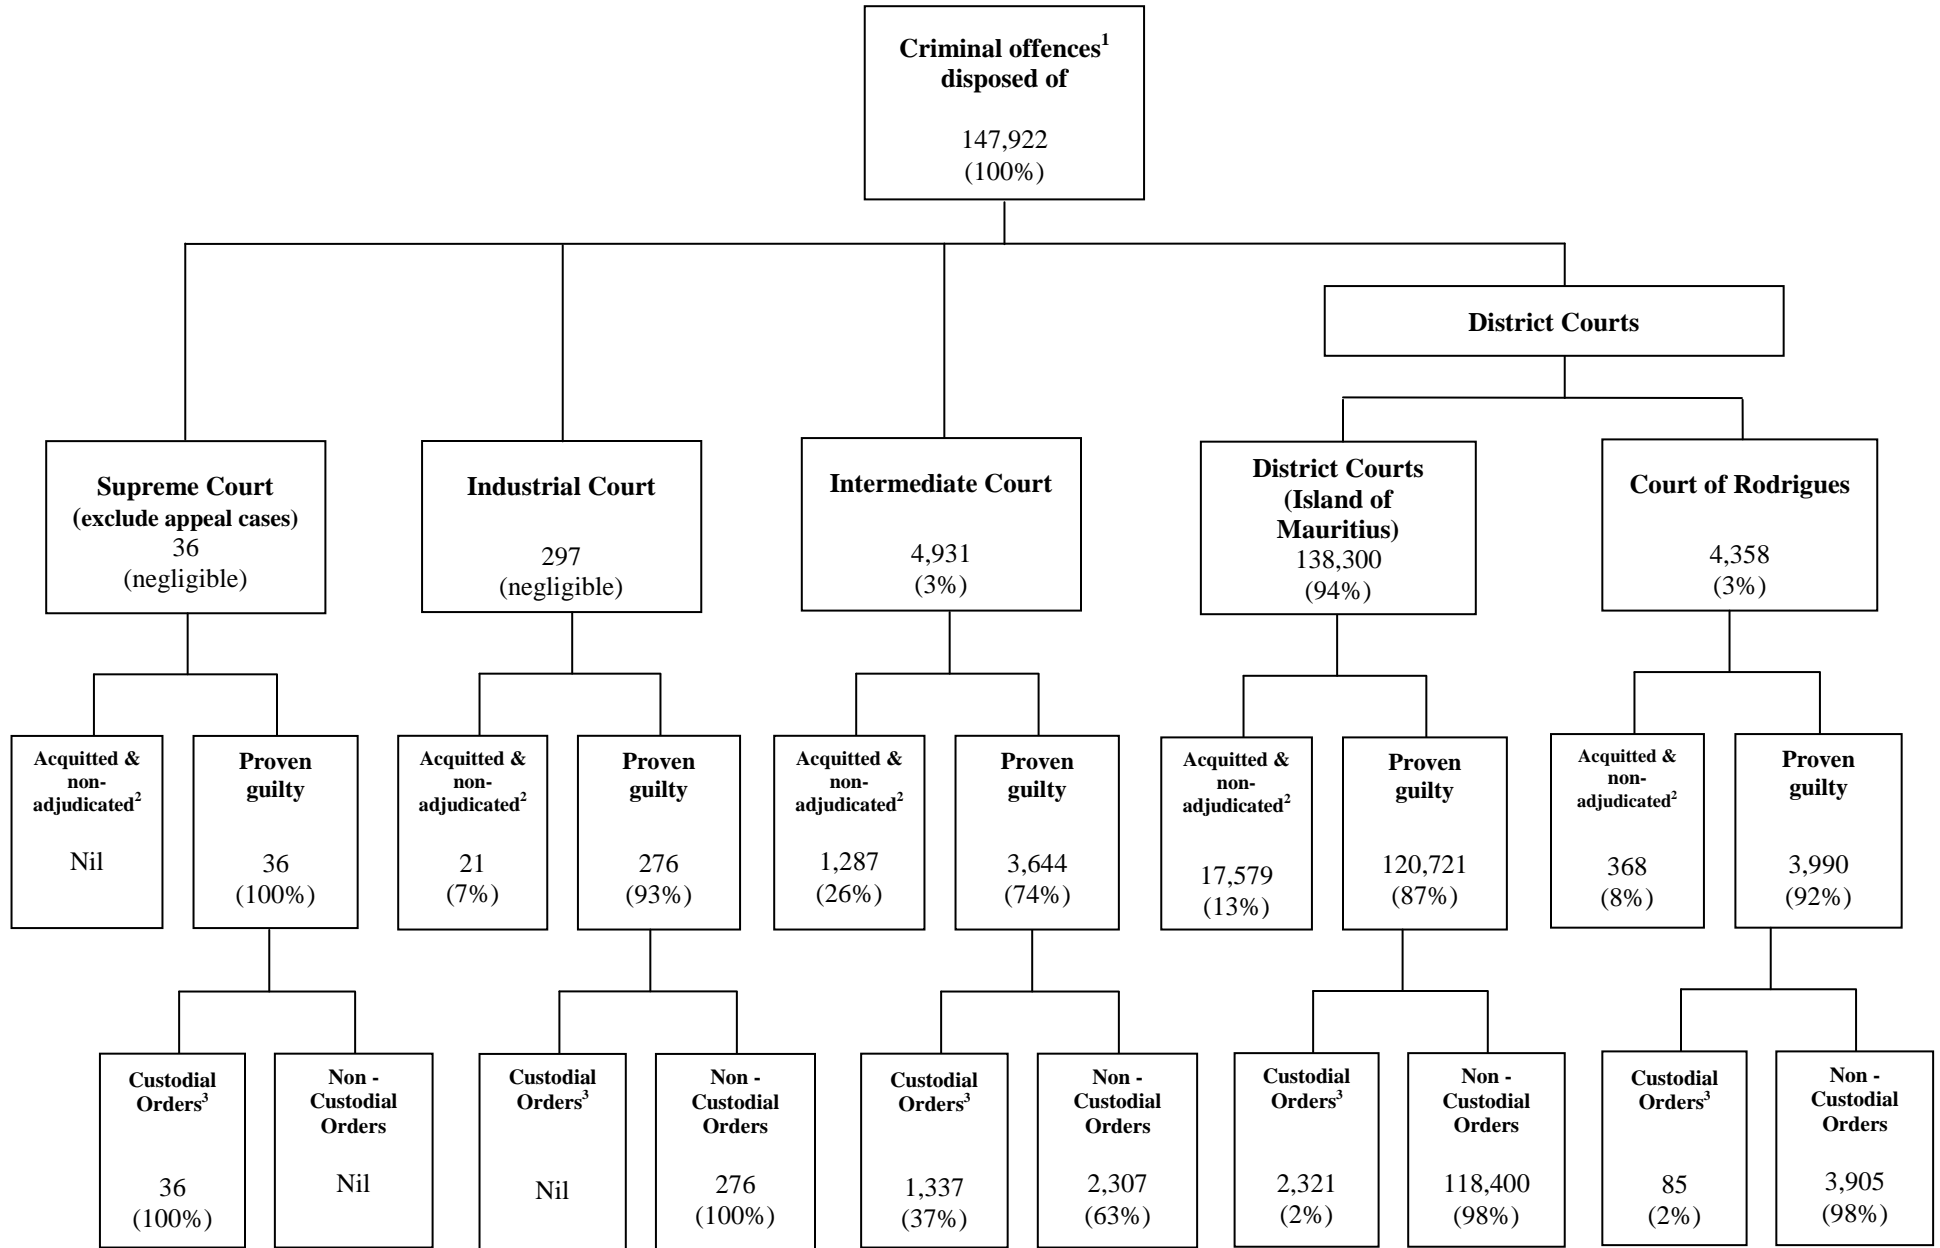 Criminal offences1
disposed of
147,922
(100%)
District Courts
Supreme Court
(exclude appeal cases)
36
(negligible)
Industrial Court
297
(negligible)
Intermediate Court
4,931
(3%)
District Courts
(Island of
Mauritius)
138,300
(94%)
Court of Rodrigues
4,358
(3%)
Acquitted &
non-
adjudicated2
Nil
Proven
guilty
36
(100%)
Acquitted &
non-
adjudicated2
21
(7%)
Proven
guilty
276
(93%)
Acquitted &
non-
adjudicated2
1,287
(26%)
Proven
guilty
3,644
(74%)
Acquitted &
non-
adjudicated2
17,579
(13%)
Proven
guilty
120,721
(87%)
Acquitted &
non-
adjudicated2
368
(8%)
Proven
guilty
3,990
(92%)
Custodial
Orders3
36
(100%)
Non -
Custodial
Orders
Nil
Custodial
Orders3
Nil
Non -
Custodial
Orders
276
(100%)
Custodial
Orders3
1,337
(37%)
Non -
Custodial
Orders
2,307
(63%)
Custodial
Orders3
2,321
(2%)
Non -
Custodial
Orders
118,400
(98%)
Custodial
Orders3
85
(2%)
Non -
Custodial
Orders
3,905
(98%)